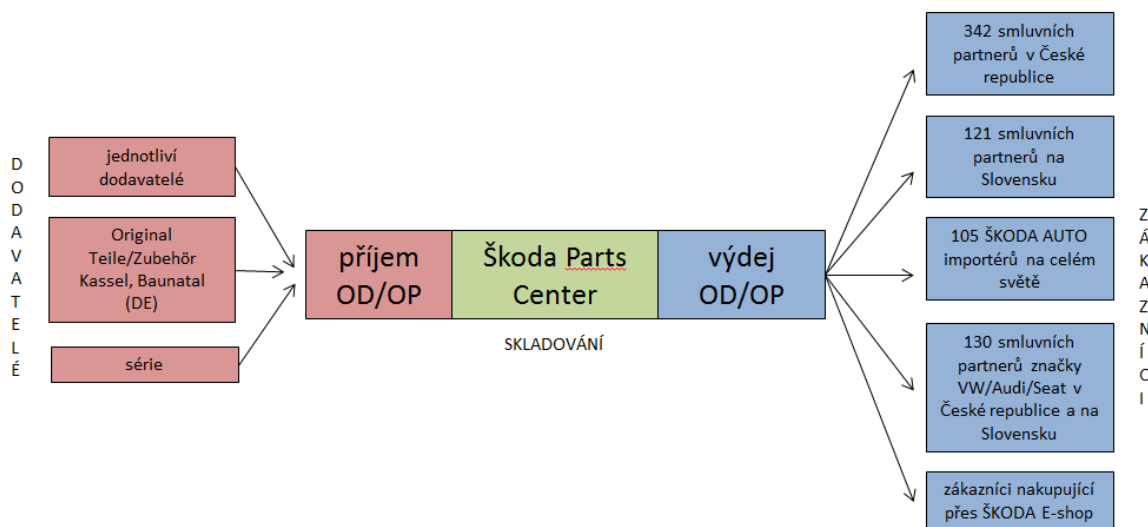 DODAVATELÉ
jednotliví
dodavatelé
Original
Teile/Zubehör
Kassel, Baunatal
(DE)
série
příjem
OD/OP
Škoda Parts
Center
výdej
OD/OP
SKLADOVÁNÍ
342 smluvních
partnerů v České
republice
121 smluvních
partnerů na
Slovensku
105 ŠKODA AUTO
importérů na celém
světě
130 smluvních
partnerů značky
VW/Audi/Seat v
České republice a na
Slovensku
zákazníci nakupující
přes ŠKODA E-shop
ZÁKAZNÍCI